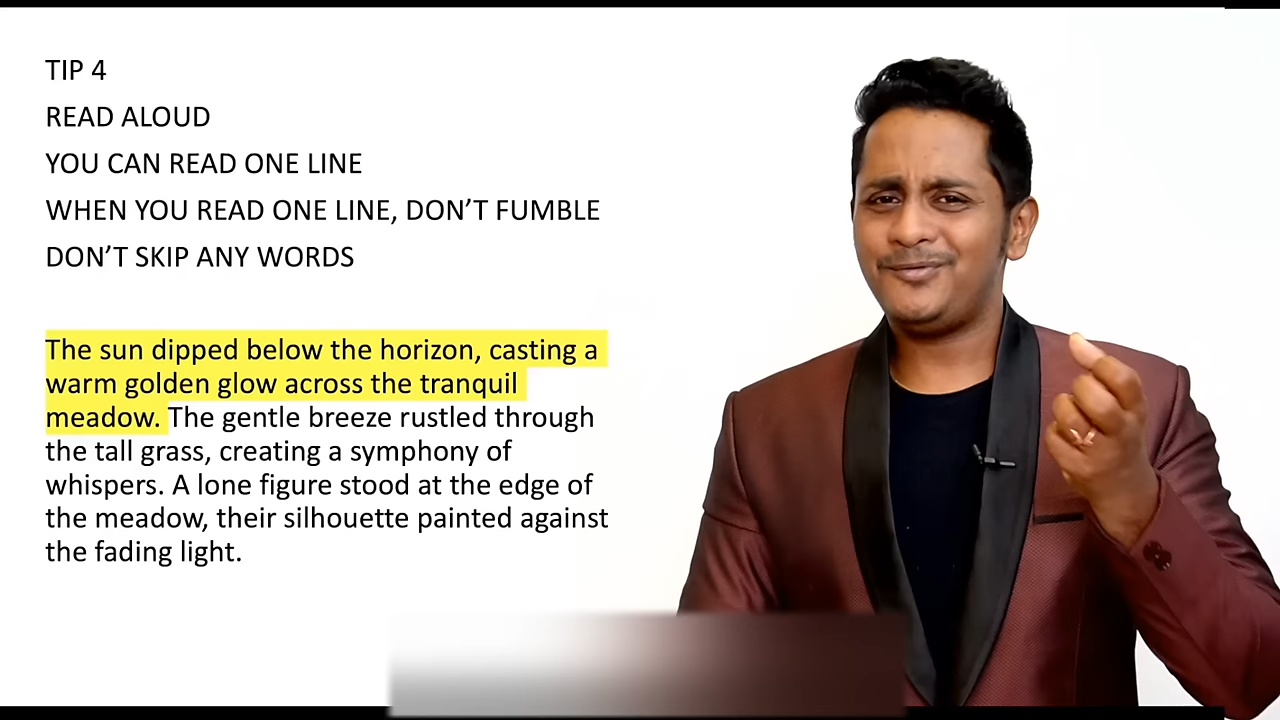 TIP 4
READ ALOUD
YOU CAN READ ONE LINE
WHEN YOU READ ONE LINE, DON’T FUMBLE
DON’T SKIP ANY WORDS
The sun dipped below the horizon, casting a
warm golden glow across the tranquil
meadow. The gentle breeze rustled through
the tall grass, creating a symphony of
whispers. A lone figure stood at the edge of
the meadow, their silhouette painted against
the fading light.